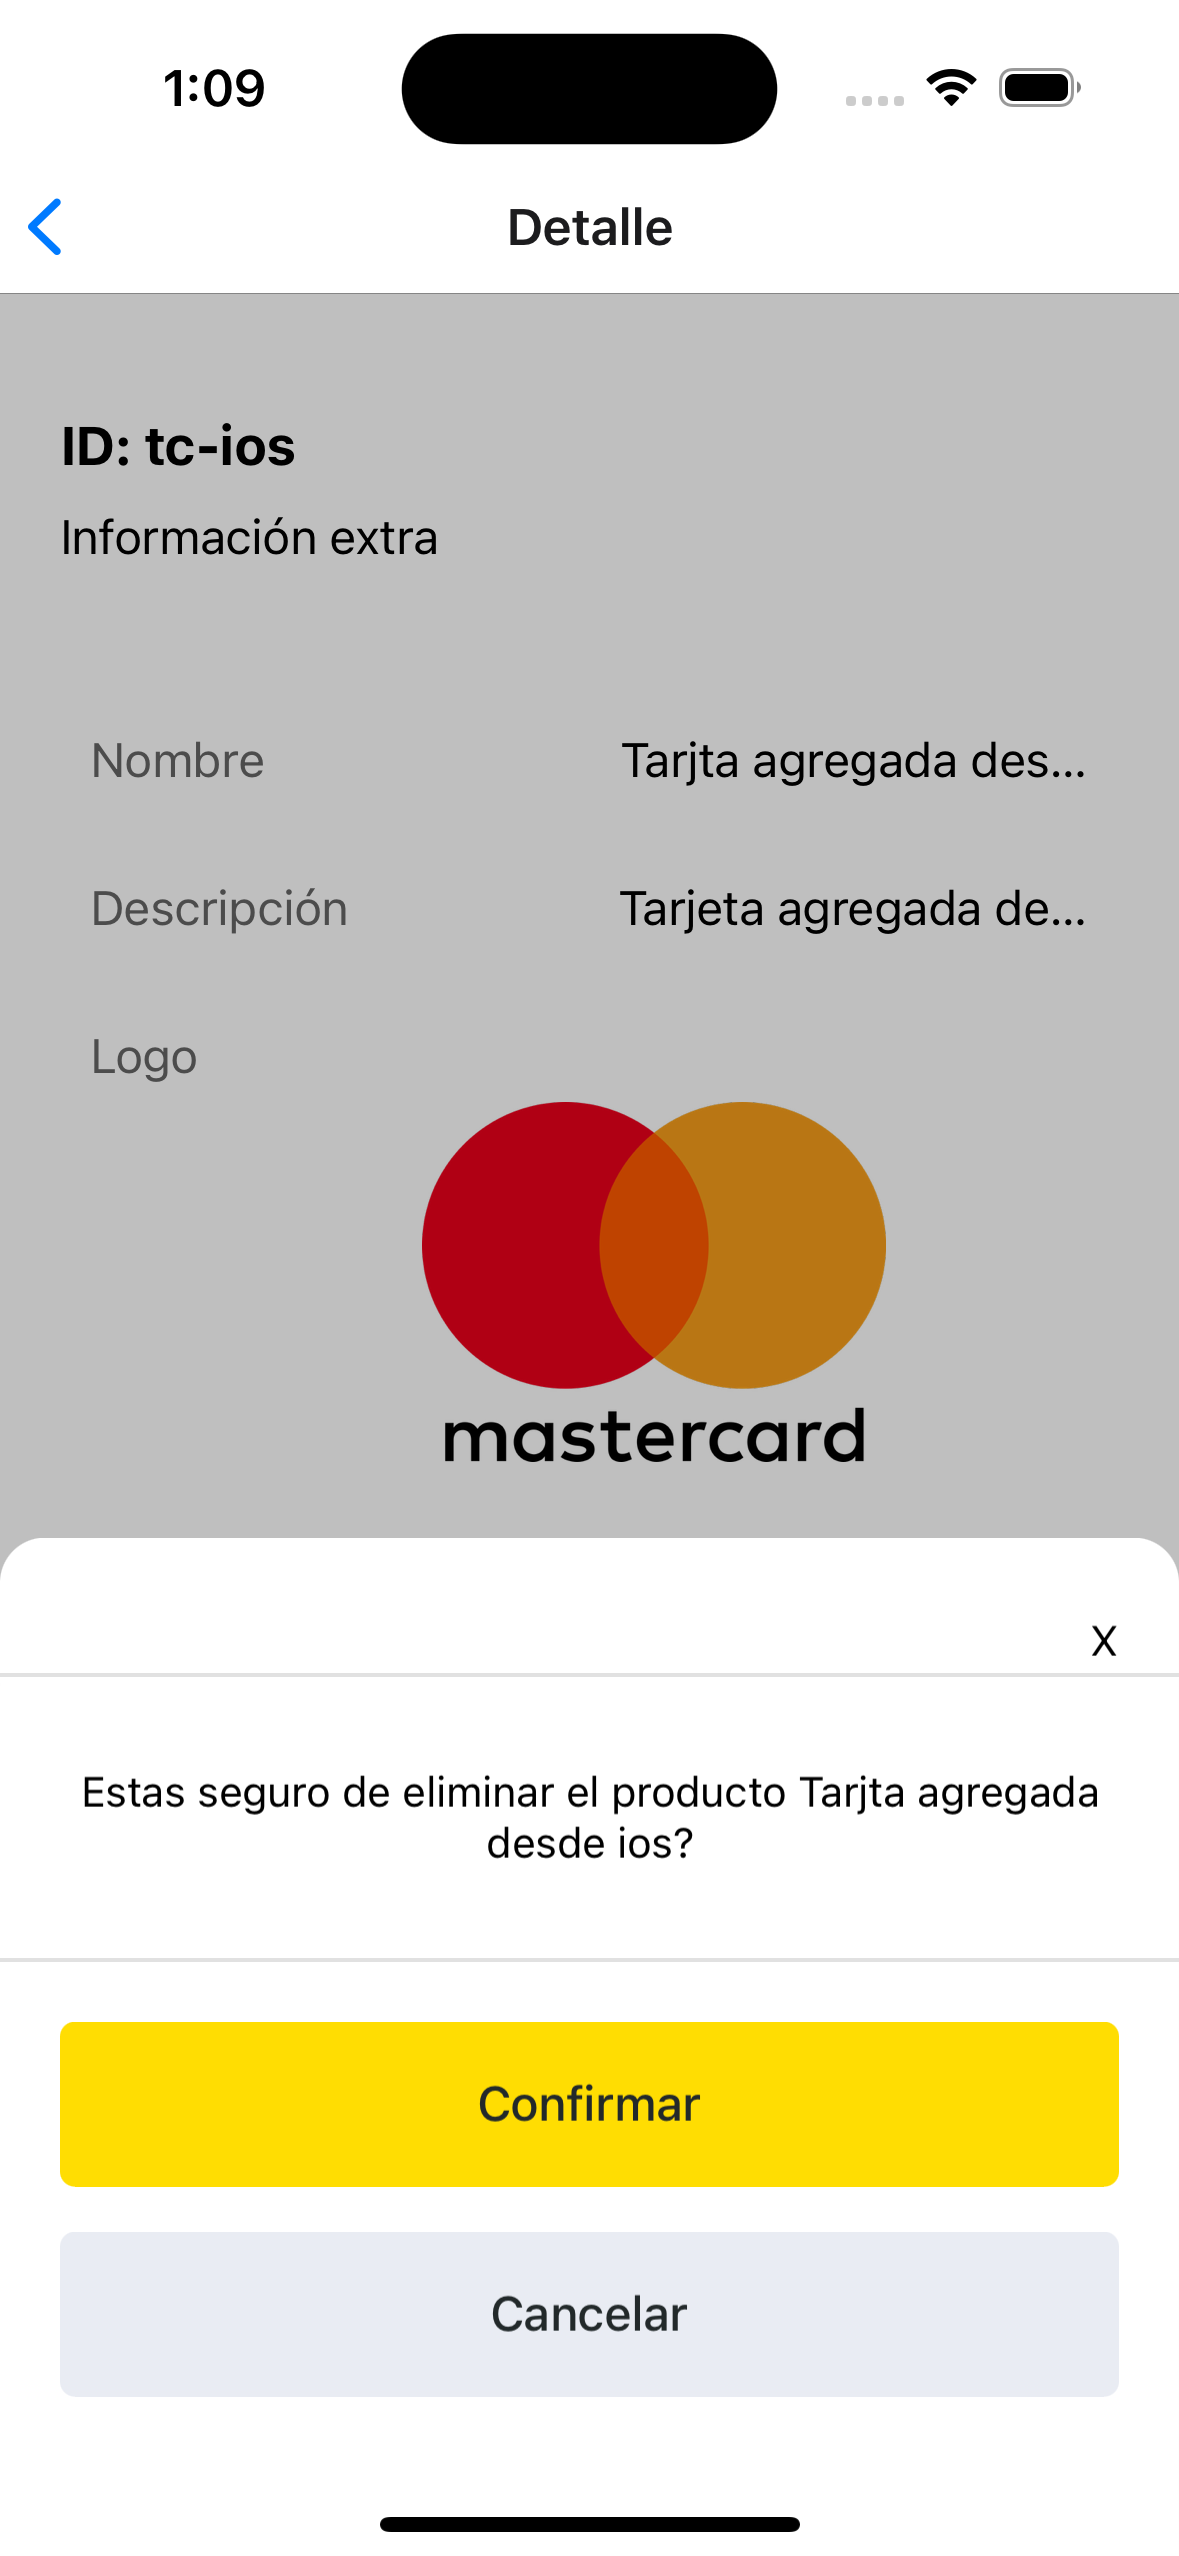 1:09
Detalle
ID: tc-ios
Información extra
Nombre
Tarjta agregada des...
Descripción
Tarjeta agregada de...
Logo
mastercard
X
Estas seguro de eliminar el producto Tarjta agregada
desde ios?
Confirmar
Cancelar